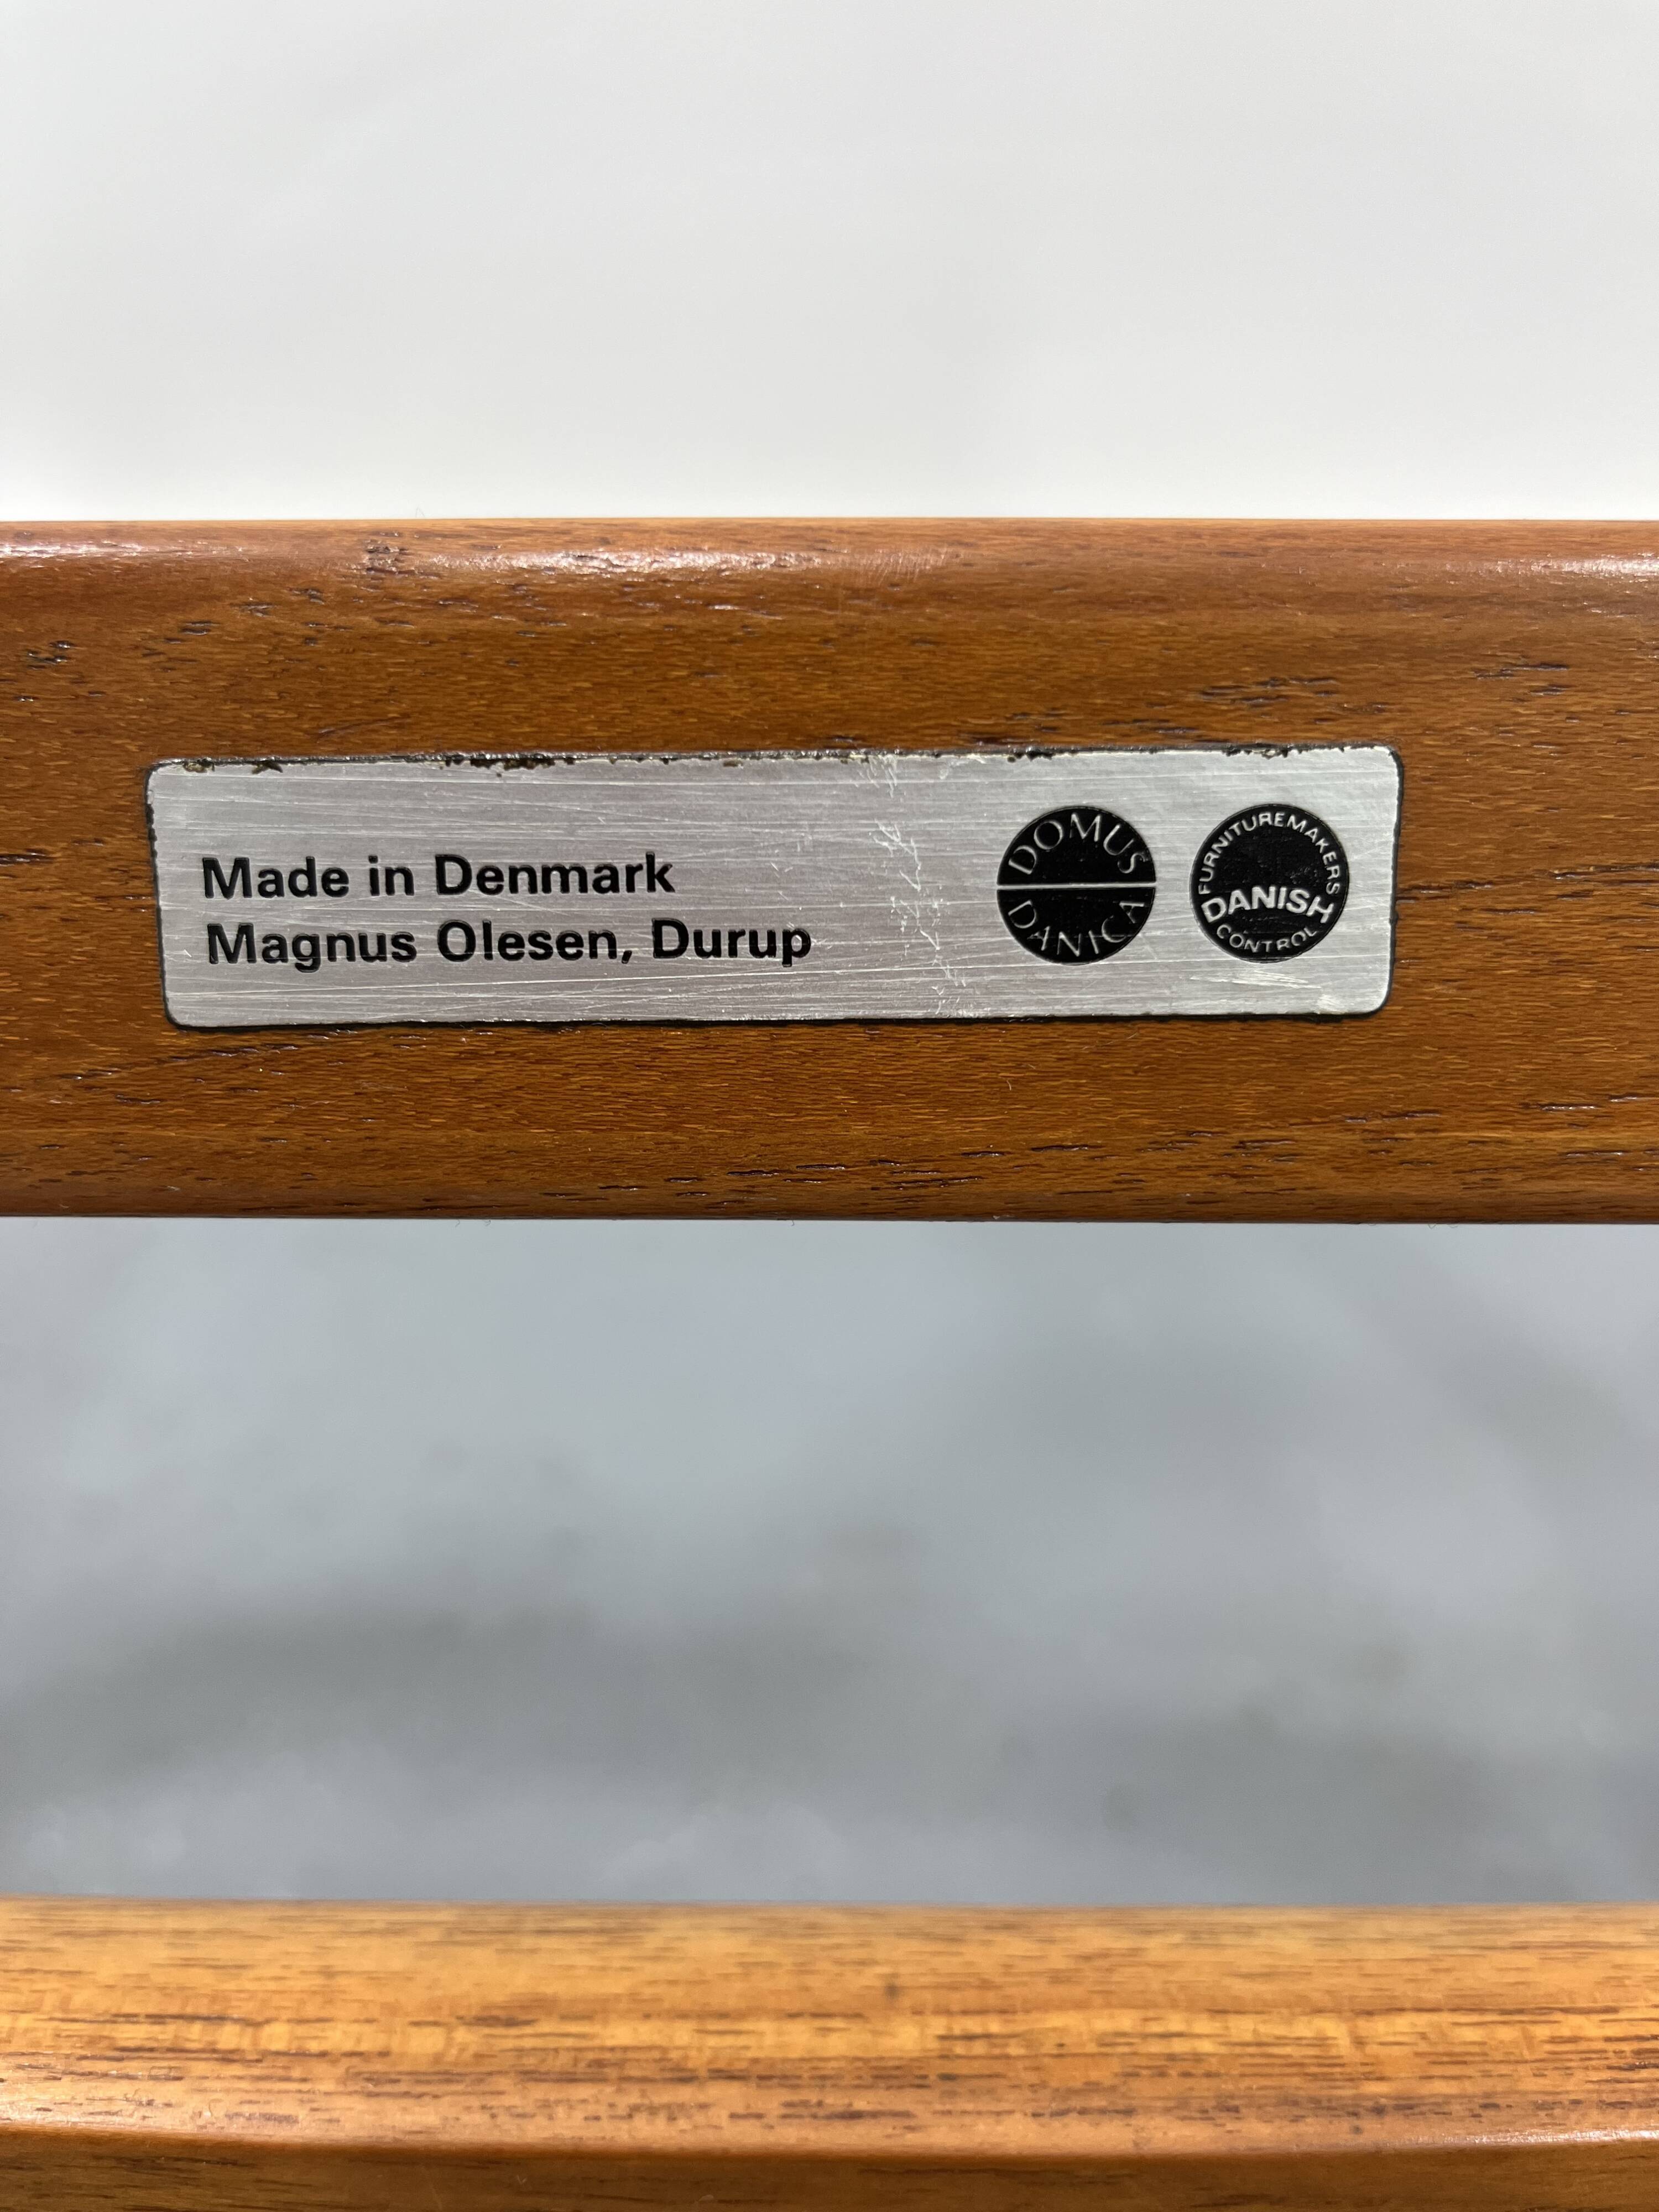 Made in Denmark
Magnus Olesen, Durup
DOMUS
DANICA
FURNITUREMAKERS
DANISH
CONTROL